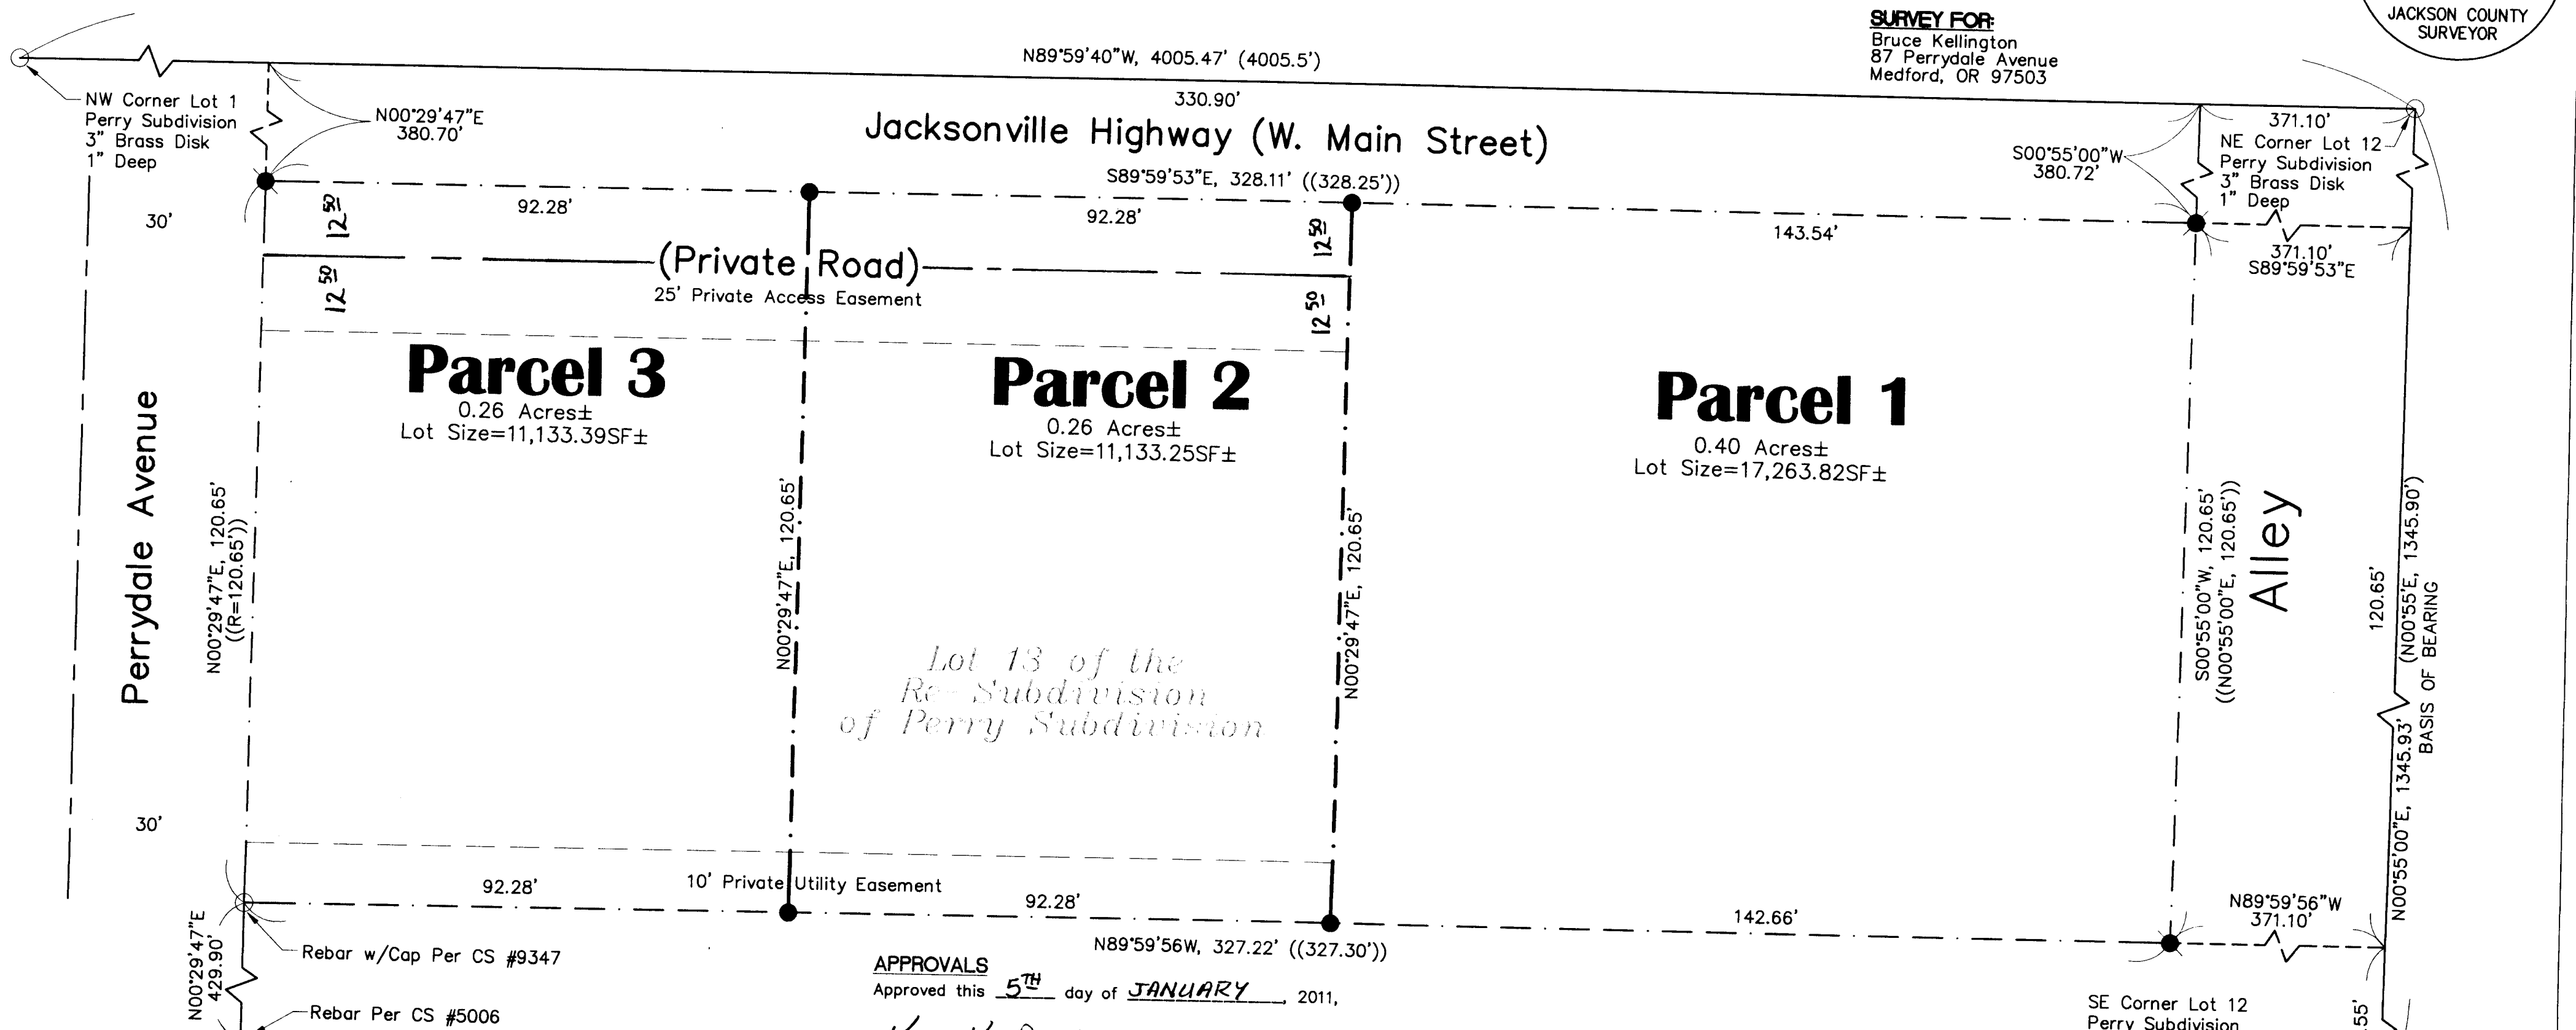 JACKSON COUNTY
SURVEYOR
SURVEY FOR:
Bruce Kellington
87 Perrydale Avenue
Medford, OR 97503
N89°59'40"W, 4005.47' (4005.5')
330.90'
Jacksonville Highway (W. Main Street)
NW Corner Lot 1
Perry Subdivision
3" Brass Disk
1" Deep
N00°29'47"E
380.70'
S00°55'00"W
380.72'
371.10'
NE Corner Lot 12
Perry Subdivision
3" Brass Disk
1" Deep
S89°59'53"E, 328.11' ((328.25'))
30'
92.28'
92.28'
143.54'
371.10'
S89°59'53"E
12 50
12 50
(Private Road)
25' Private Access Easement
12 50
12 50
Parcel 3
0.26 Acres±
Lot Size=11,133.39SF±
Parcel 2
0.26 Acres±
Lot Size=11,133.25SF±
Parcel 1
0.40 Acres±
Lot Size=17,263.82SF±
Perrydale Avenue
N00°29'47"E, 120.65'
((R=120.65'))
N00°29'47"E, 120.65'
N00°29'47"E, 120.65'
S00°55'00"W, 120.65'
((N00°55'00"E, 120.65'))
Alley
120.65'
N00°55'00"E, 1345.93' (N00°55'E, 1345.90')
BASIS OF BEARING
Lot 13 of the
Re-Subdivision
of Perry Subdivision
30'
92.28'
10' Private Utility Easement
92.28'
142.66'
N89°59'56"W
371.10'
N89°59'56W, 327.22' ((327.30'))
N00°29'47"E
429.90'
Rebar w/Cap Per CS #9347
Rebar Per CS #5006
APPROVALS
Approved this 5TH day of JANUARY, 2011,
SE Corner Lot 12
Perry Subdivision
.55'